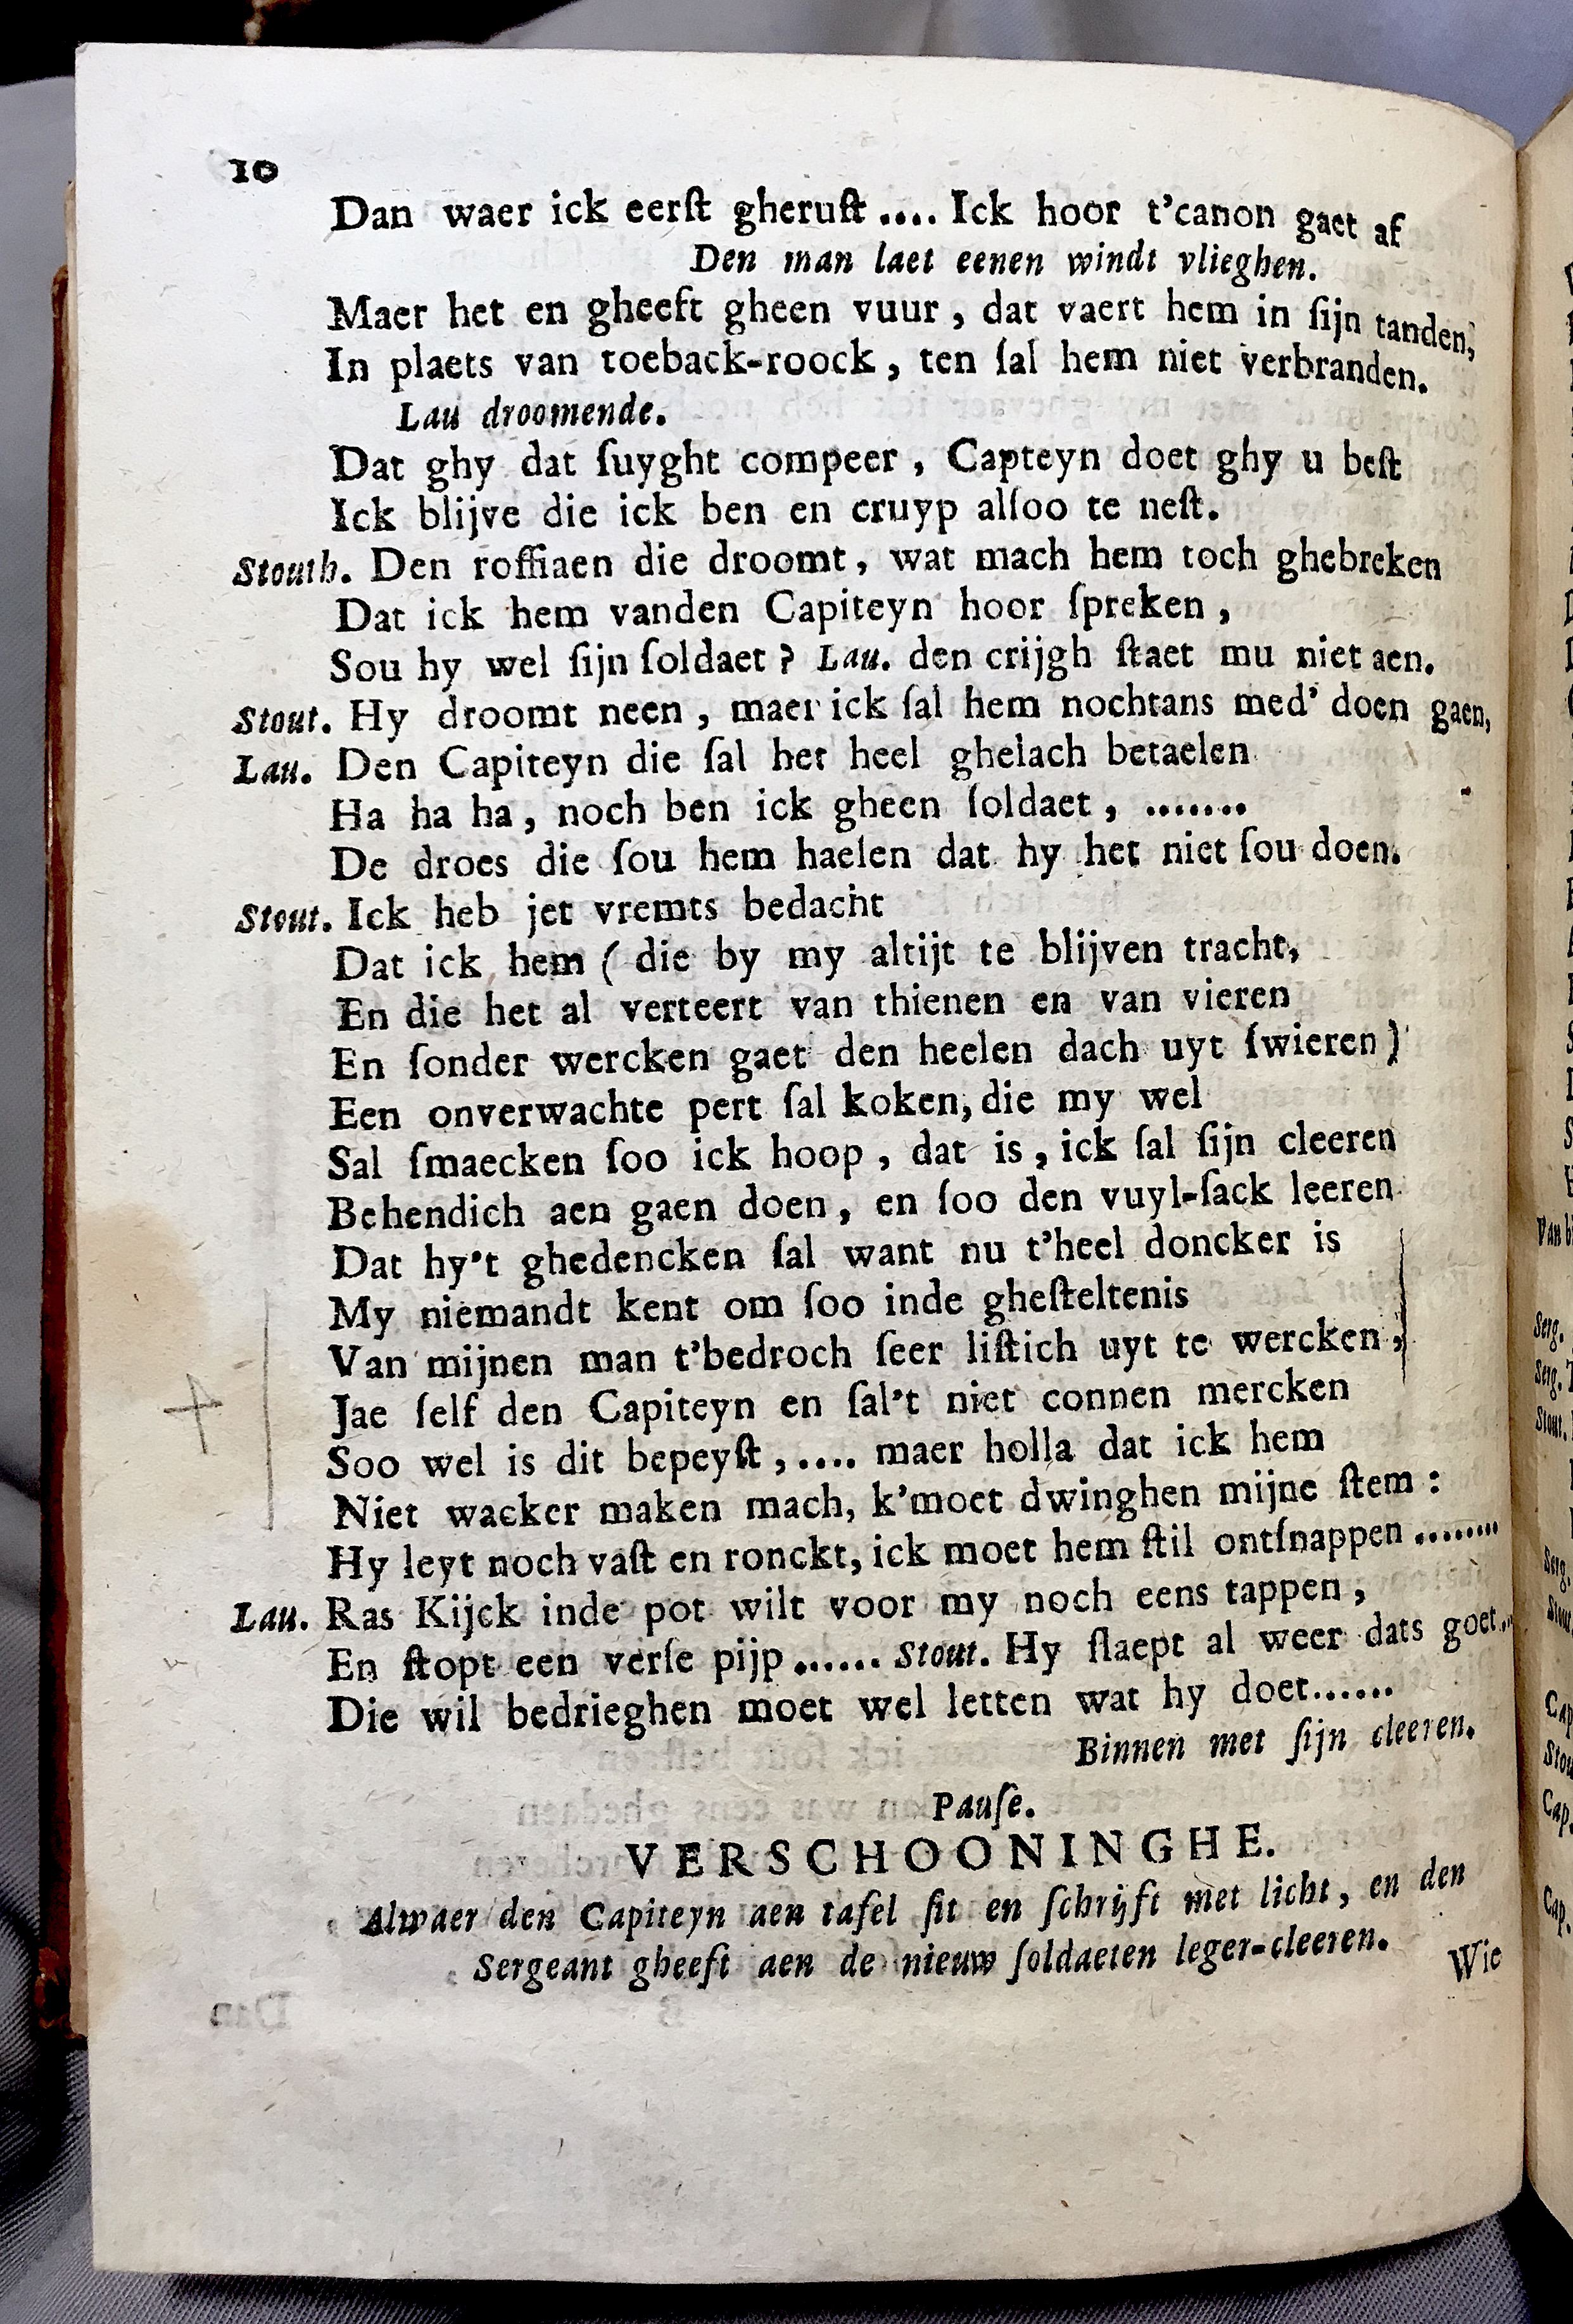 10
Dan waer ick eerſt gheruſt .... Ick hoor t'canon gaet af
Den man laet eenen windt vlieghen.
Maer het en gheeft gheen vuur, dat vaert hem in ſijn tanden,
In plaets van toeback-roock, ten ſal hem niet verbranden.
Lau droomende.
Dat ghy dat ſuyght compeer, Capteyn doet ghy u beſt
Ick blijve die ick ben en cruyp alſoo te neſt.
Stouth. Den roffiaen die droomt, wat mach hem toch ghebreken
Dat ick hem vanden Capiteyn hoor ſpreken,
Sou hy wel ſijn ſoldaet? Lau. den crijgh ſtaet mu niet aen.
Stout. Hy droomt neen, maer ick ſal hem nochtans med' doen gaen,
Lau. Den Capiteyn die ſal het heel ghelach betaelen
Ha ha ha, noch ben ick gheen ſoldaet, .......
De droes die ſou hem haelen dat hy het niet ſou doen.
Stout. Ick heb jet vremts bedacht
Dat ick hem ( die by my altijt te blijven tracht,
En die het al verteert van thienen en van vieren
En ſonder wercken gaet den heelen dach uyt ſwieren )
Een onverwachte pert ſal koken, die my wel
Sal ſmaecken ſoo ick hoop, dat is, ick ſal ſijn cleeren
Behendich aen gaen doen, en ſoo den vuyl-ſack leeren
Dat hy't ghedencken ſal want nu t'heel doncker is
My niemandt kent om ſoo inde gheſteltenis
Van mijnen man t'bedroch ſeer liſtich uyt te wercken,
Jae ſelf den Capiteyn en ſal't niet connen mercken
Soo wel is dit bepeyſt, .... maer holla dat ick hem
Niet wacker maken mach, k'moet dwinghen mijne ſtem:
Hy leyt noch vaſt en ronckt, ick moet hem ſtil ontſnappen ........
Lau. Ras Kijck inde pot wilt voor my noch eens tappen,
En ſtopt een verſe pijp ...... Stout. Hy ſlaept al weer dats goet...
Die wil bedrieghen moet wel letten wat hy doet......
Binnen met ſijn cleeren.
Pauſe.
VERSCHOONINGHE.
Alwaer den Capiteyn aen tafel ſit en ſchrijft met licht, en den
Sergeant gheeft aen de nieuw ſoldaeten leger-cleeren.
Wie